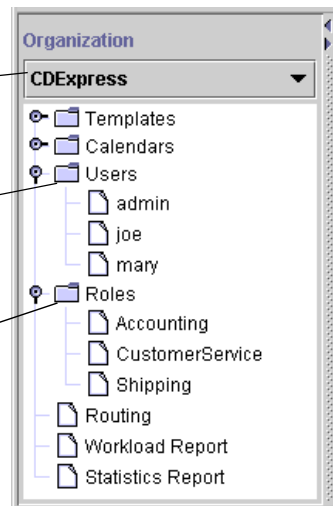 Organization
CDExpress
Templates
Calendars
Users
admin
joe
mary
Roles
Accounting
CustomerService
Shipping
Routing
Workload Report
Statistics Report